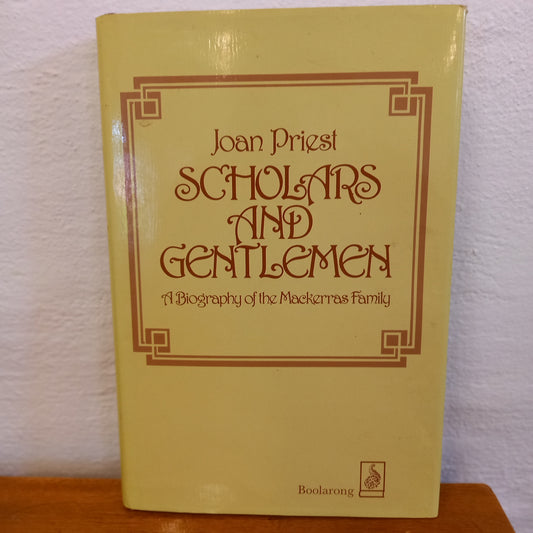 Joan Priest
SCHOLARS
AND
GENTLEMEN
A Biography of the Mackerras Family
Boolarong